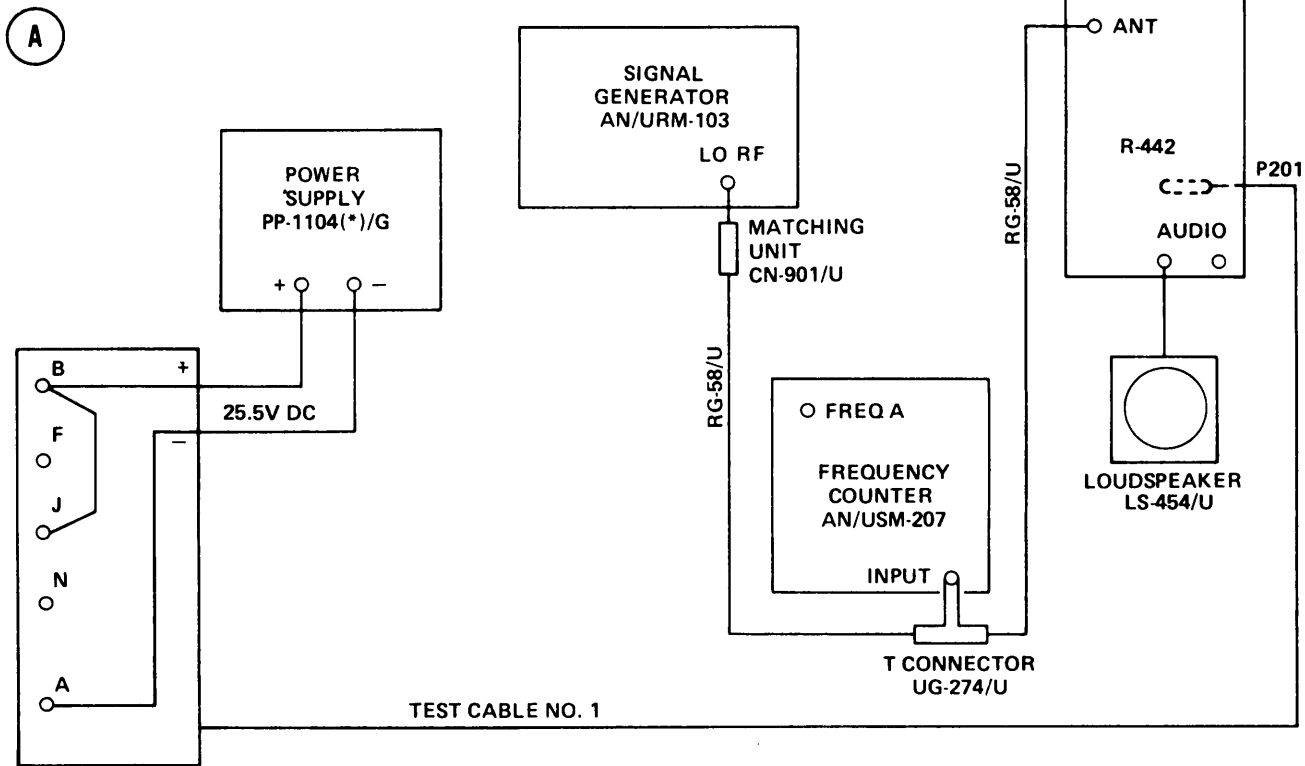 A
ANT
SIGNAL
GENERATOR
AN/URM-103
LO RF
R-442
P201
AUDIO
POWER
SUPPLY
PP-1104(*)/G
+
−
MATCHING
UNIT
CN-901/U
RG-58/U
RG-58/U
B
+
25.5V DC
−
F
J
N
A
FREQ A
FREQUENCY
COUNTER
AN/USM-207
INPUT
LOUDSPEAKER
LS-454/U
T CONNECTOR
UG-274/U
TEST CABLE NO. 1